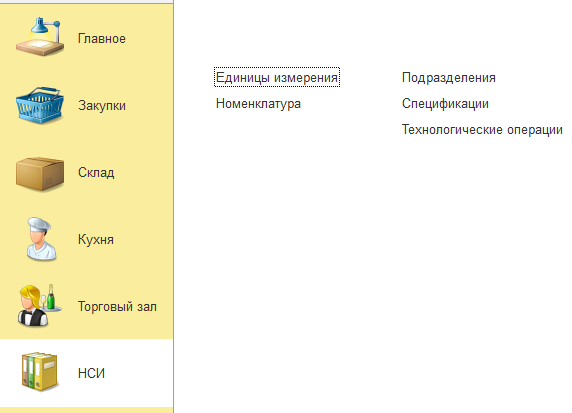 Главное
Закупки
Склад
Кухня
Торговый зал
НСИ
Единицы измерения
Номенклатура
Подразделения
Спецификации
Технологические операции